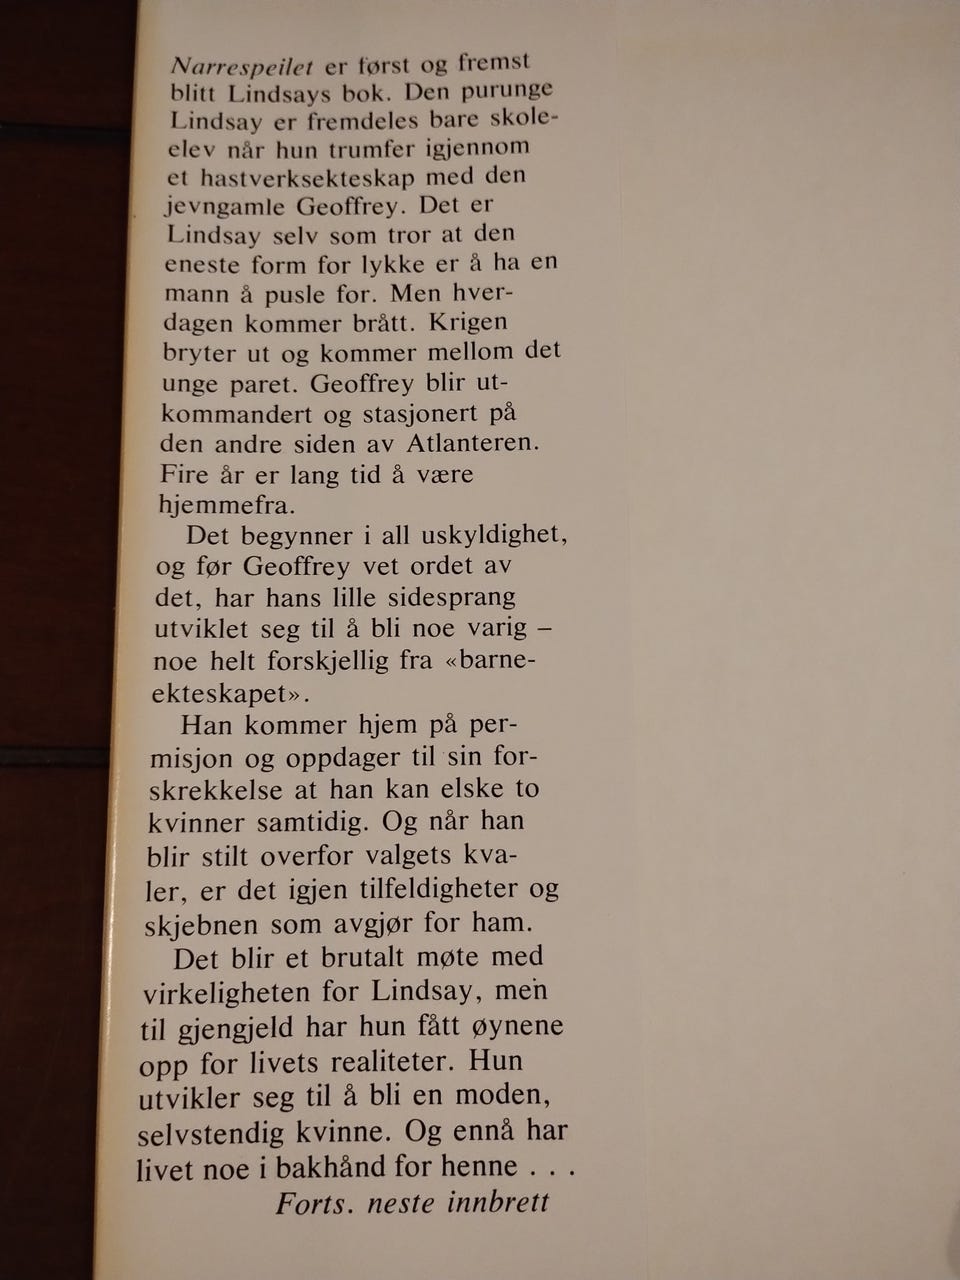 Narrespeilet er først og fremst
blitt Lindsays bok. Den purunge
Lindsay er fremdeles bare skole-
elev når hun trumfer igjennom
et hastverksekteskap med den
jevngamle Geoffrey. Det er
Lindsay selv som tror at den
eneste form for lykke er å ha en
mann å pusle for. Men hver-
dagen kommer brått. Krigen
bryter ut og kommer mellom det
unge paret. Geoffrey blir ut-
kommandert og stasjonert på
den andre siden av Atlanteren.
Fire år er lang tid å være
hjemmefra.
Det begynner i all uskyldighet,
og før Geoffrey vet ordet av
det, har hans lille sidesprang
utviklet seg til å bli noe varig –
noe helt forskjellig fra «barne-
ekteskapet».
Han kommer hjem på per-
misjon og oppdager til sin for-
skrekkelse at han kan elske to
kvinner samtidig. Og når han
blir stilt overfor valgets kva-
ler, er det igjen tilfeldigheter og
skjebnen som avgjør for ham.
Det blir et brutalt møte med
virkeligheten for Lindsay, men
til gjengjeld har hun fått øynene
opp for livets realiteter. Hun
utvikler seg til å bli en moden,
selvstendig kvinne. Og ennå har
livet noe i bakhånd for henne . . .
Forts. neste innbrett